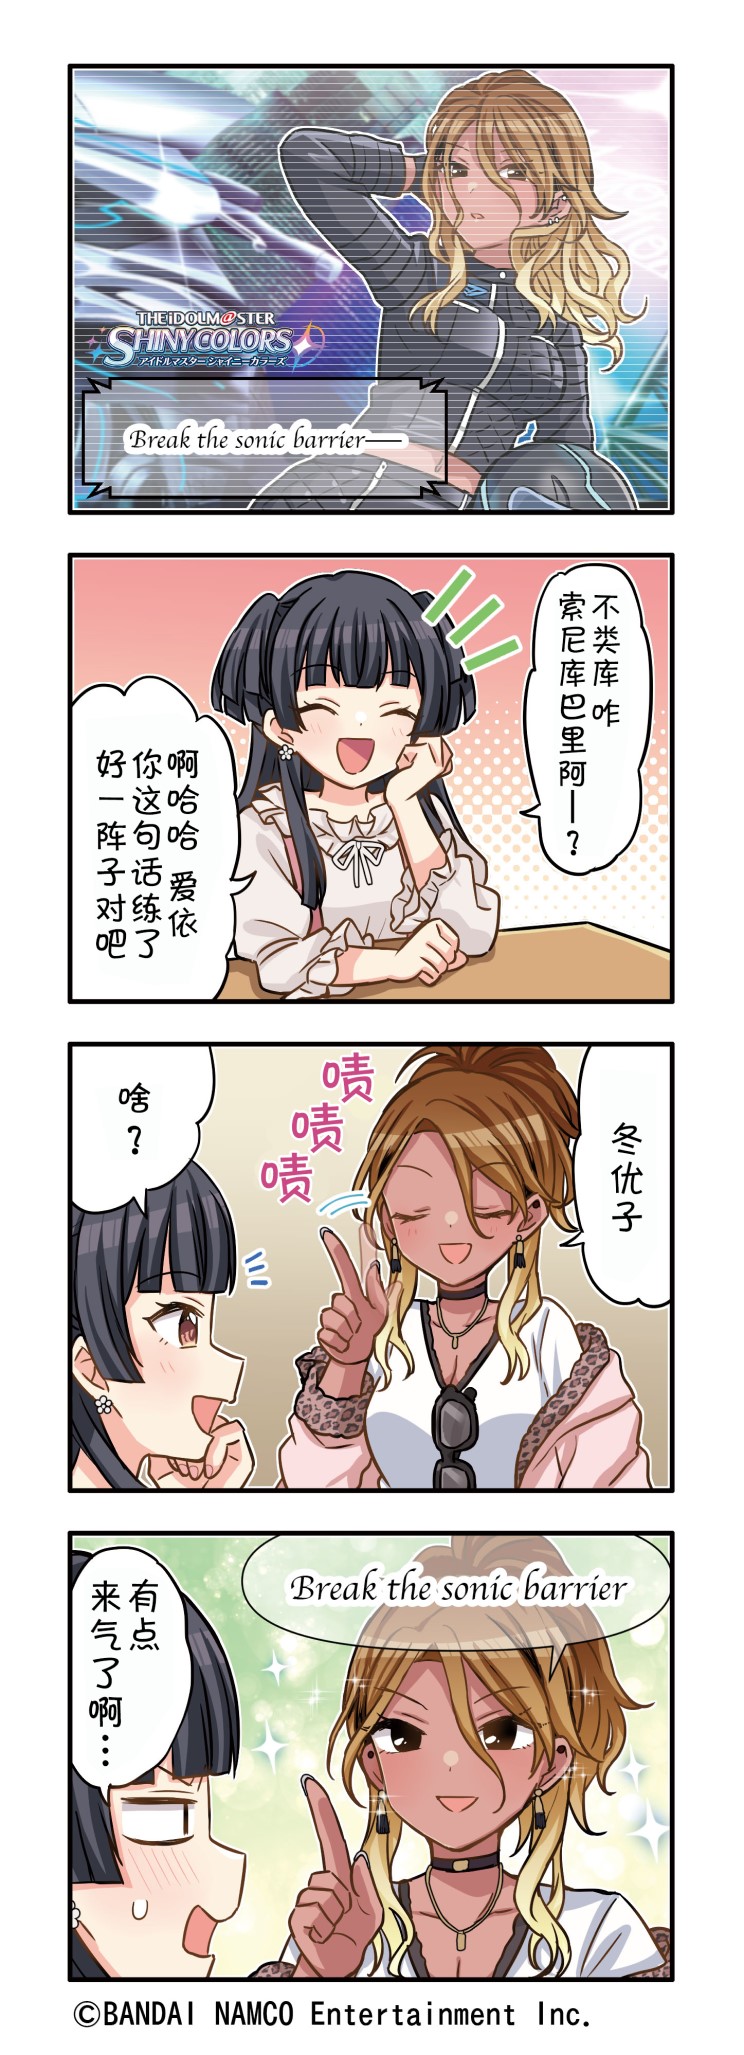 THE iDOLM@STER
SHINYCOLORS
アイドルマスター シャイニーカラーズ
Break the sonic barrier——
不类库 咋
索尼库巴里阿—？
啊哈哈 爱依
你这句话练了
好一阵子对吧
冬优子
啧
啧
啧
啥？
Break the sonic barrier
有点
来气了啊…
©BANDAI NAMCO Entertainment Inc.